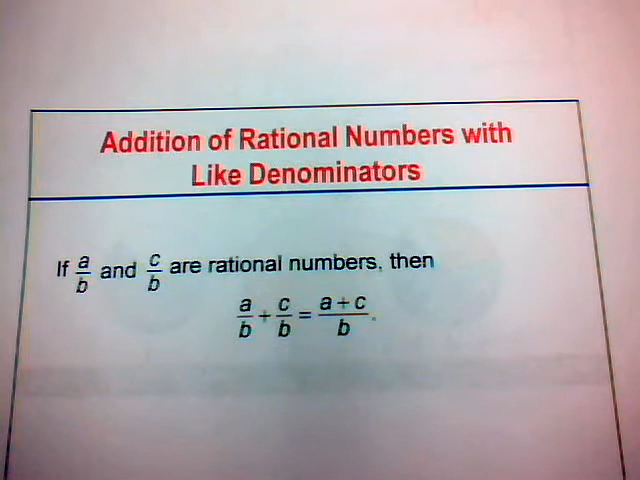 Addition of Rational Numbers with
Like Denominators
If a/b and c/b are rational numbers, then
a/b + c/b = a+c/b.